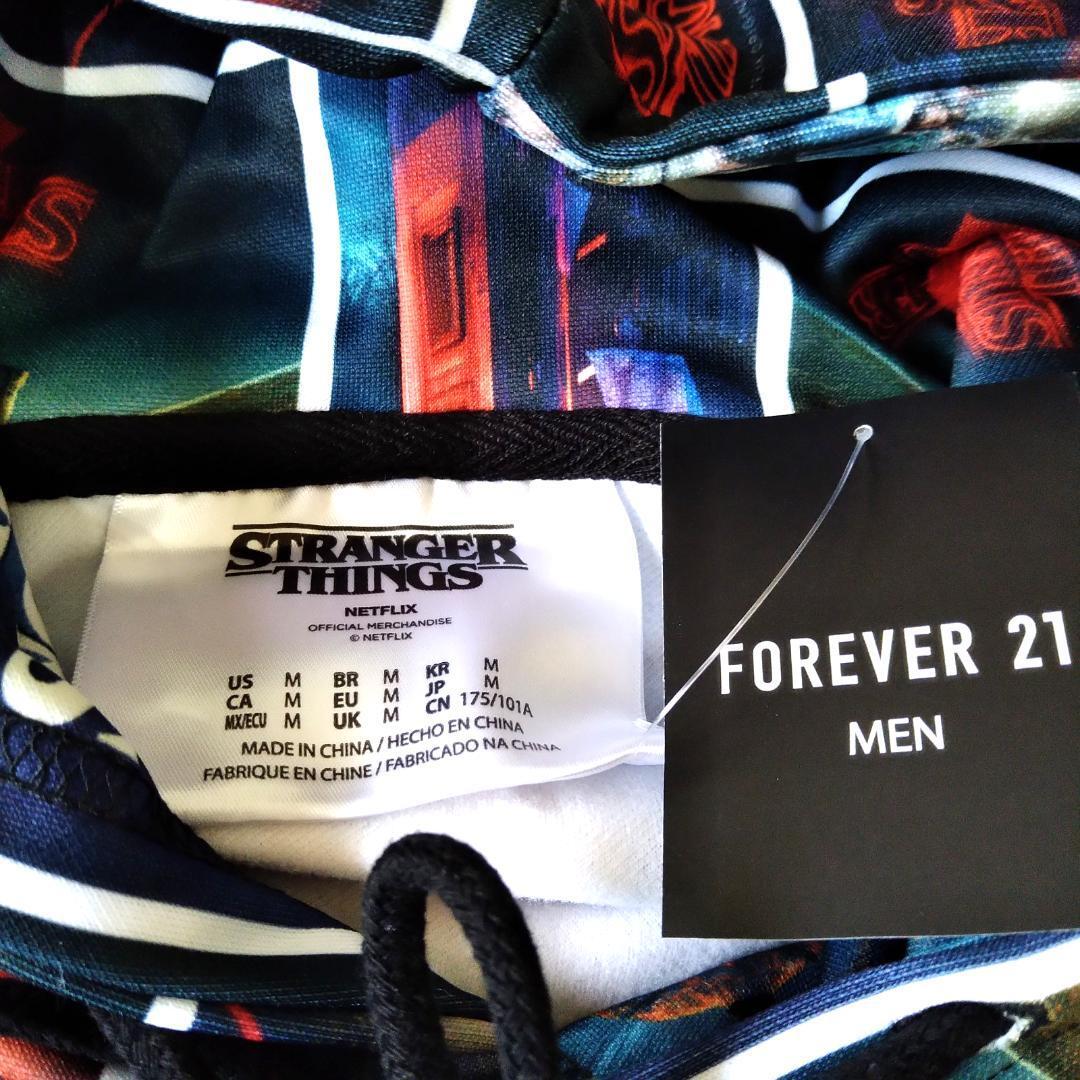 STRANGER
THINGS
NETFLIX
OFFICIAL MERCHANDISE
© NETFLIX
US M BR M KR M
CA M EU M JP M
MX/ECU M UK M CN 175/101A
MADE IN CHINA / HECHO EN CHINA
FABRIQUE EN CHINE / FABRICADO NA CHINA
FOREVER 21
MEN